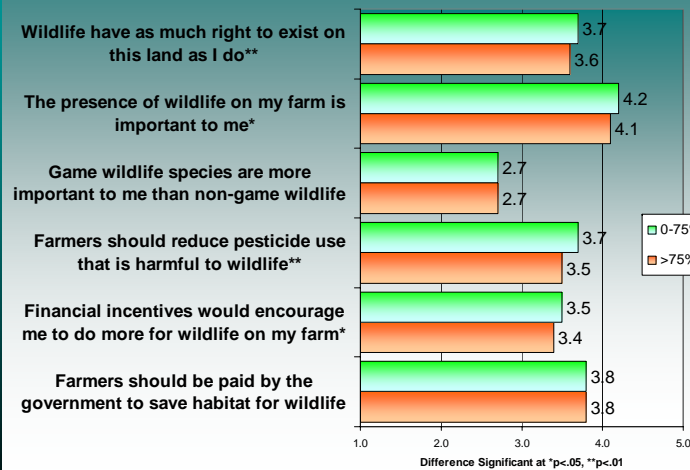 Wildlife have as much right to exist on
this land as I do**
3.7
3.6
The presence of wildlife on my farm is
important to me*
4.2
4.1
Game wildlife species are more
important to me than non-game wildlife
2.7
2.7
Farmers should reduce pesticide use
that is harmful to wildlife**
3.7
3.5
Financial incentives would encourage
me to do more for wildlife on my farm*
3.5
3.4
Farmers should be paid by the
government to save habitat for wildlife
3.8
3.8
0-75%
>75%
1.0 2.0 3.0 4.0 5.0
Difference Significant at *p<.05, **p<.01